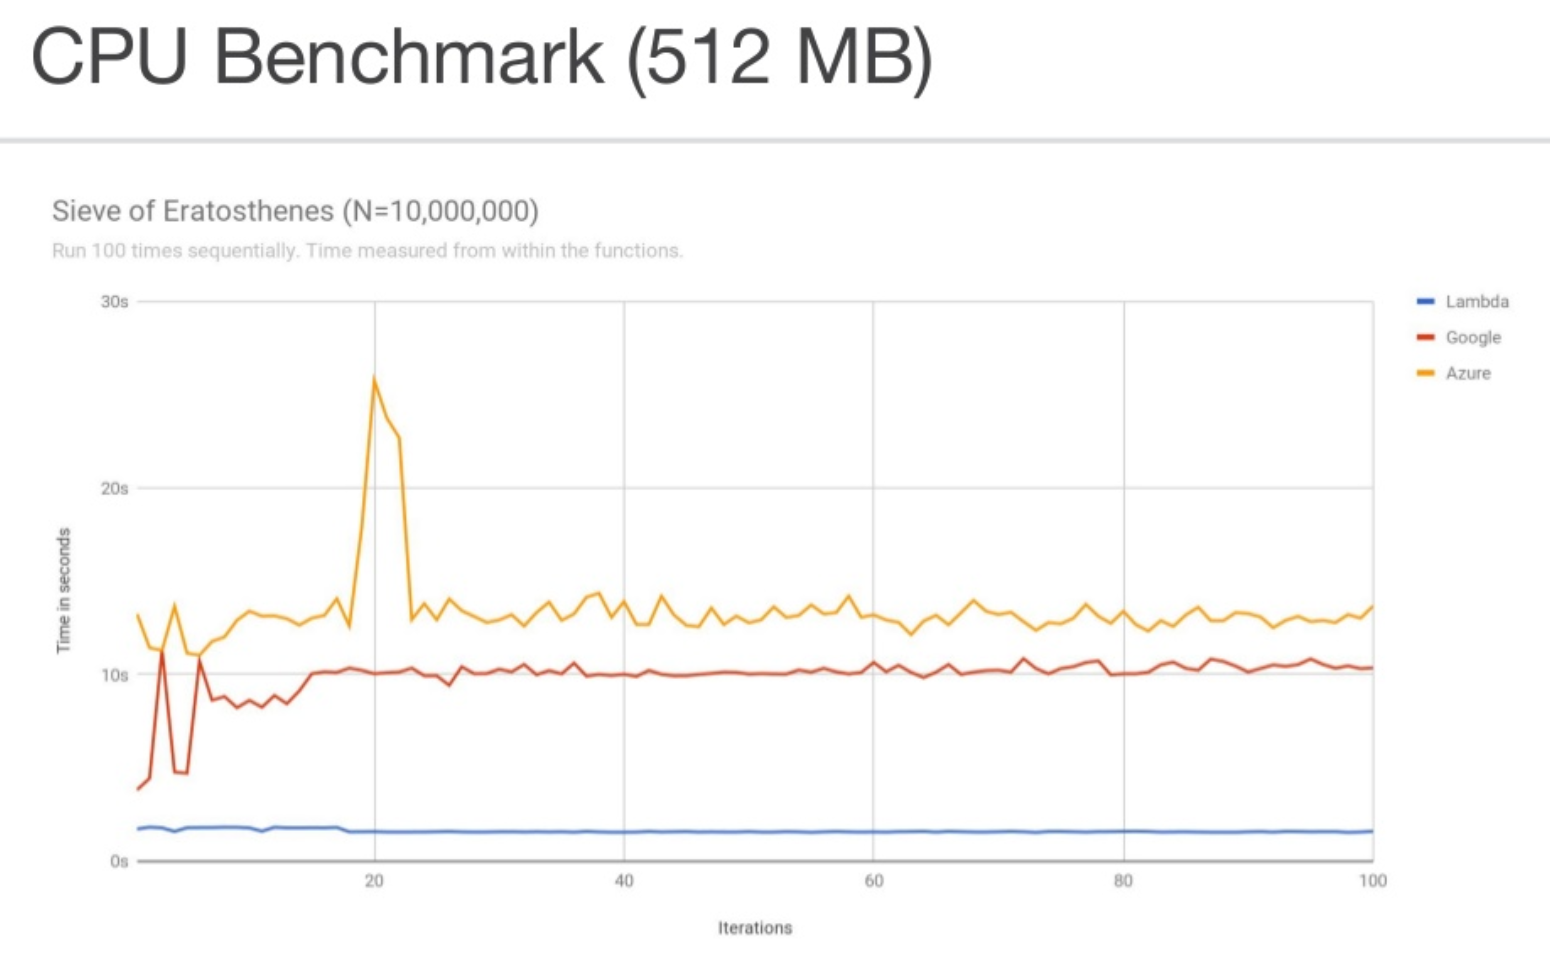 CPU Benchmark (512 MB)
Sieve of Eratosthenes (N=10,000,000)
Run 100 times sequentially. Time measured from within the functions.
30s
20s
10s
0s
Time in seconds
20
40
60
80
100
Iterations
Lambda
Google
Azure